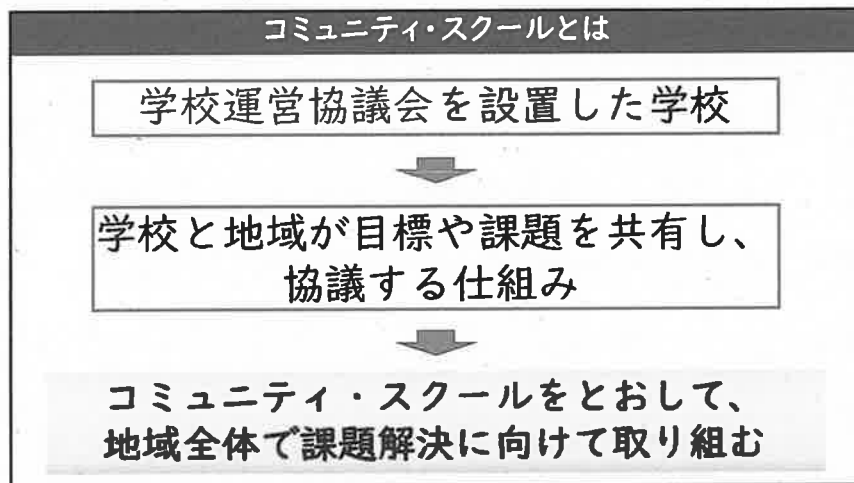 コミュニティ・スクールとは
学校運営協議会を設置した学校
学校と地域が目標や課題を共有し、
協議する仕組み
コミュニティ・スクールをとおして、
地域全体で課題解決に向けて取り組む